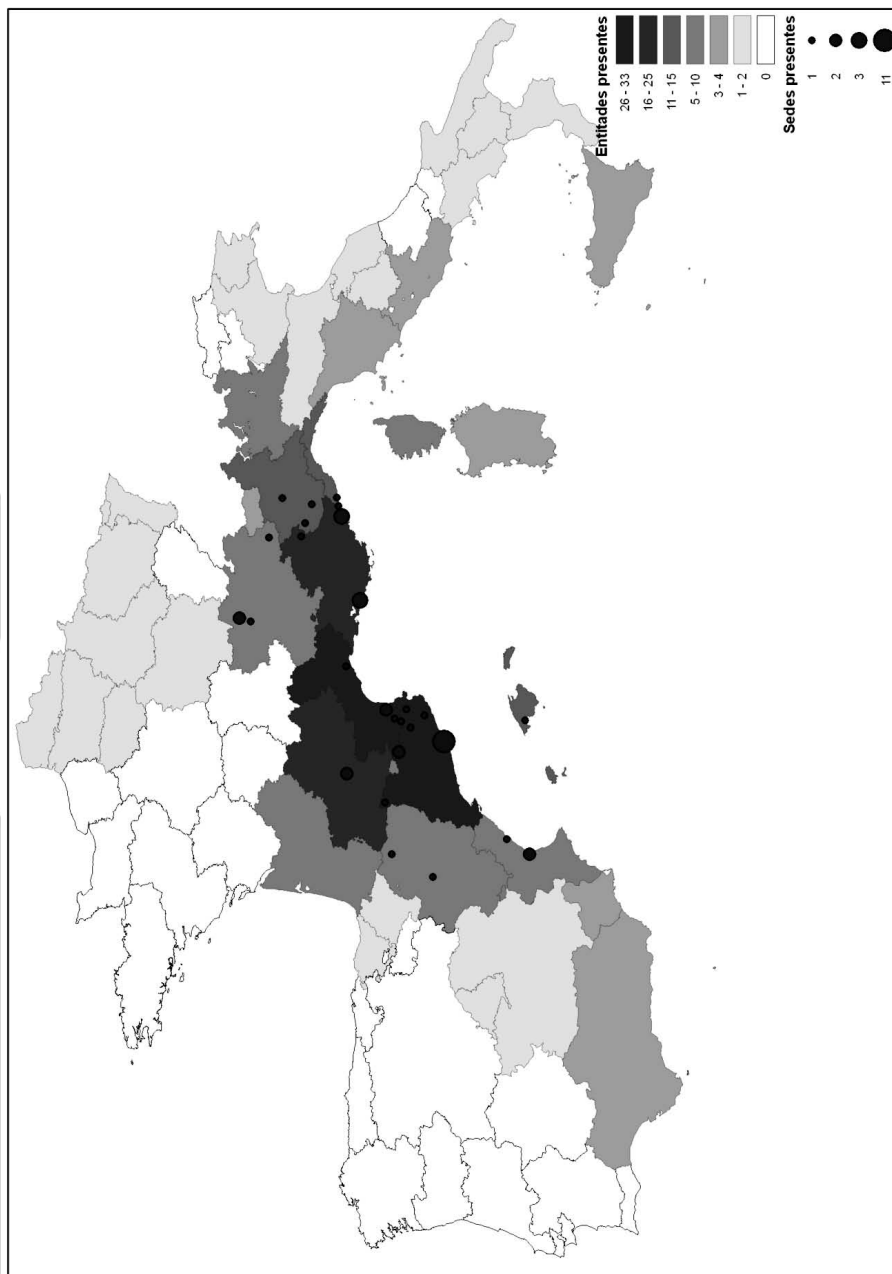 Entitades presentes
26 - 33
16 - 25
11 - 15
5 - 10
3 - 4
1 - 2
0
Sedes presentes
1
2
3
11